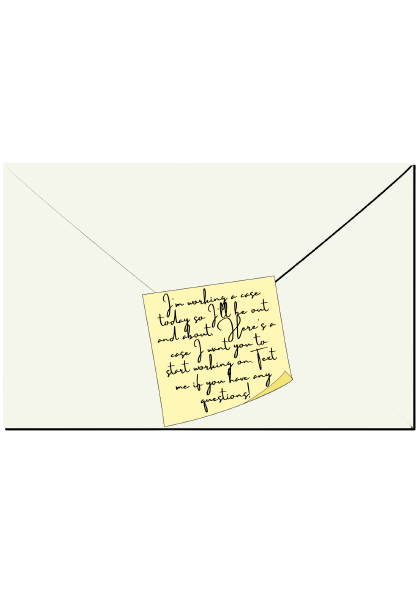 I'm working a case
today so I'll be out
and about. Here's a
case I want you to
start working on. Text
me if you have any
questions!